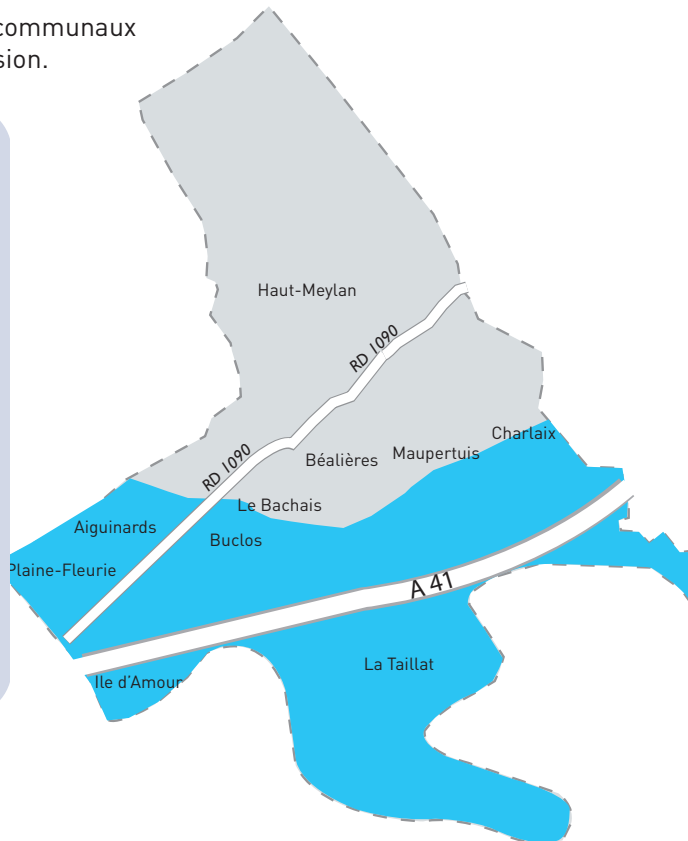 communaux
sion.
Haut-Meylan
RD 1090
Charlaix
Maupertuis
Béalières
RD 1090
Le Bachais
Aiguinards
Buclos
Plaine-Fleurie
A 41
La Taillat
Ile d'Amour